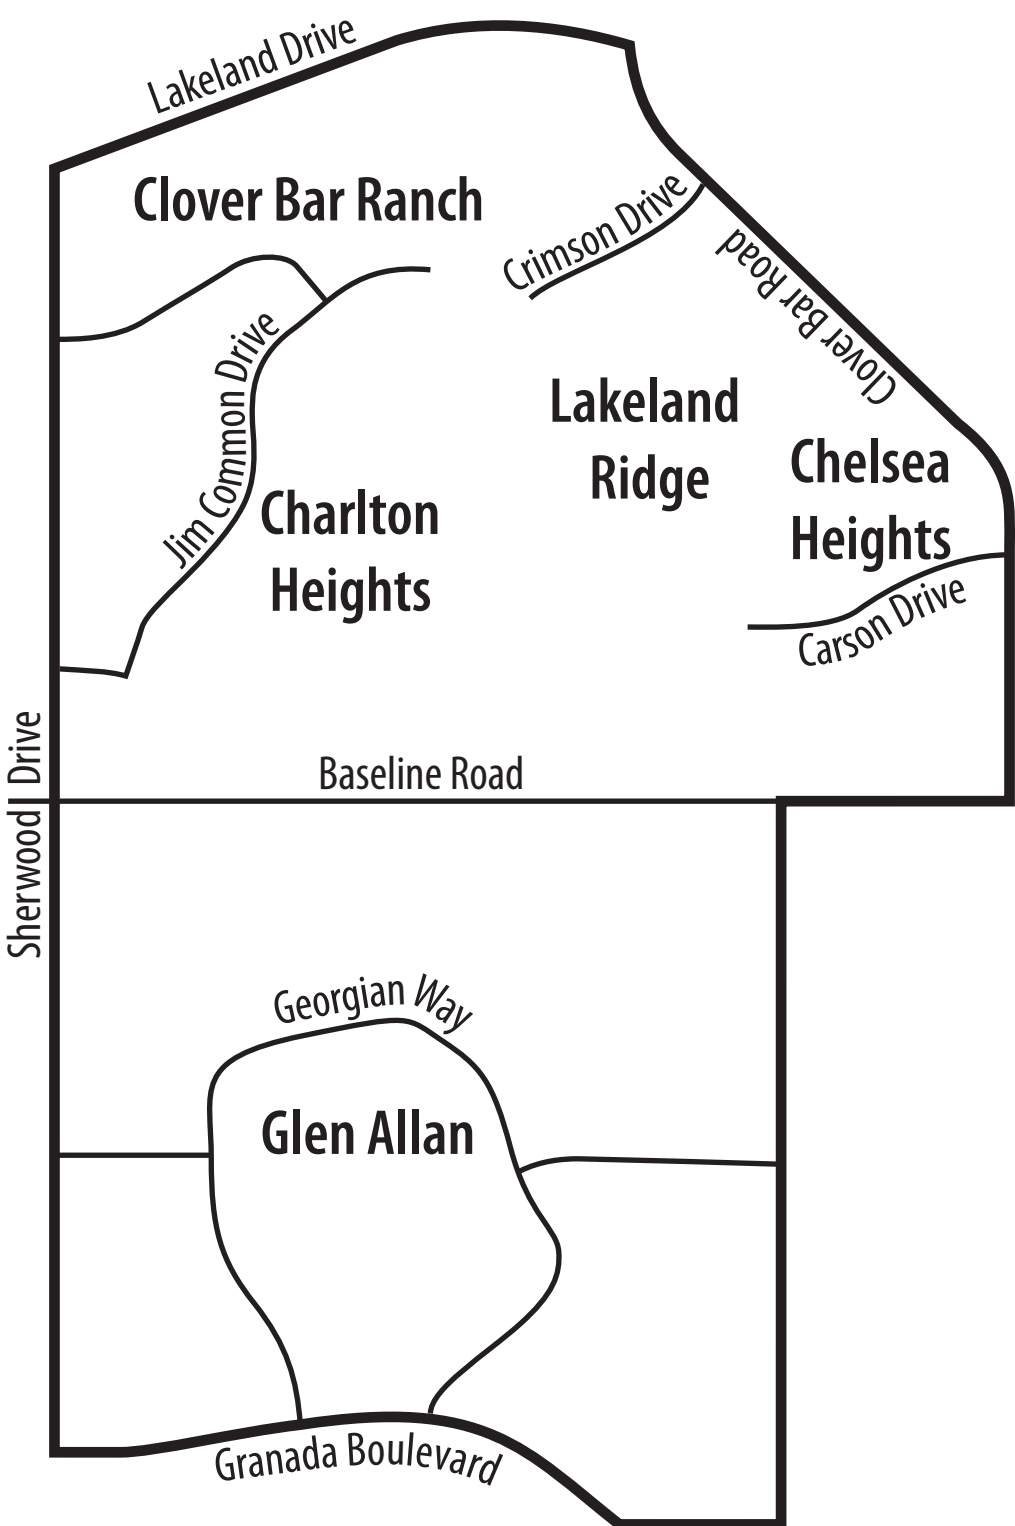 Lakeland Drive
Clover Bar Ranch
Crimson Drive
Clover Bar Road
Jim Common Drive
Lakeland
Ridge
Chelsea
Heights
Charlton
Heights
Carson Drive
Sherwood Drive
Baseline Road
Georgian Way
Glen Allan
Granada Boulevard